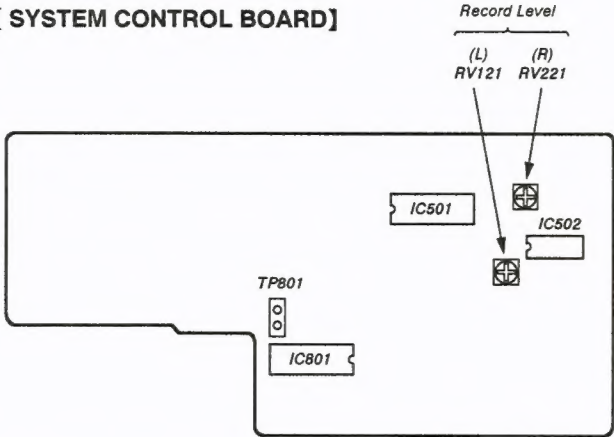 [ SYSTEM CONTROL BOARD】
Record Level
(L) (R)
RV121 RV221
IC501
IC502
TP801
IC801